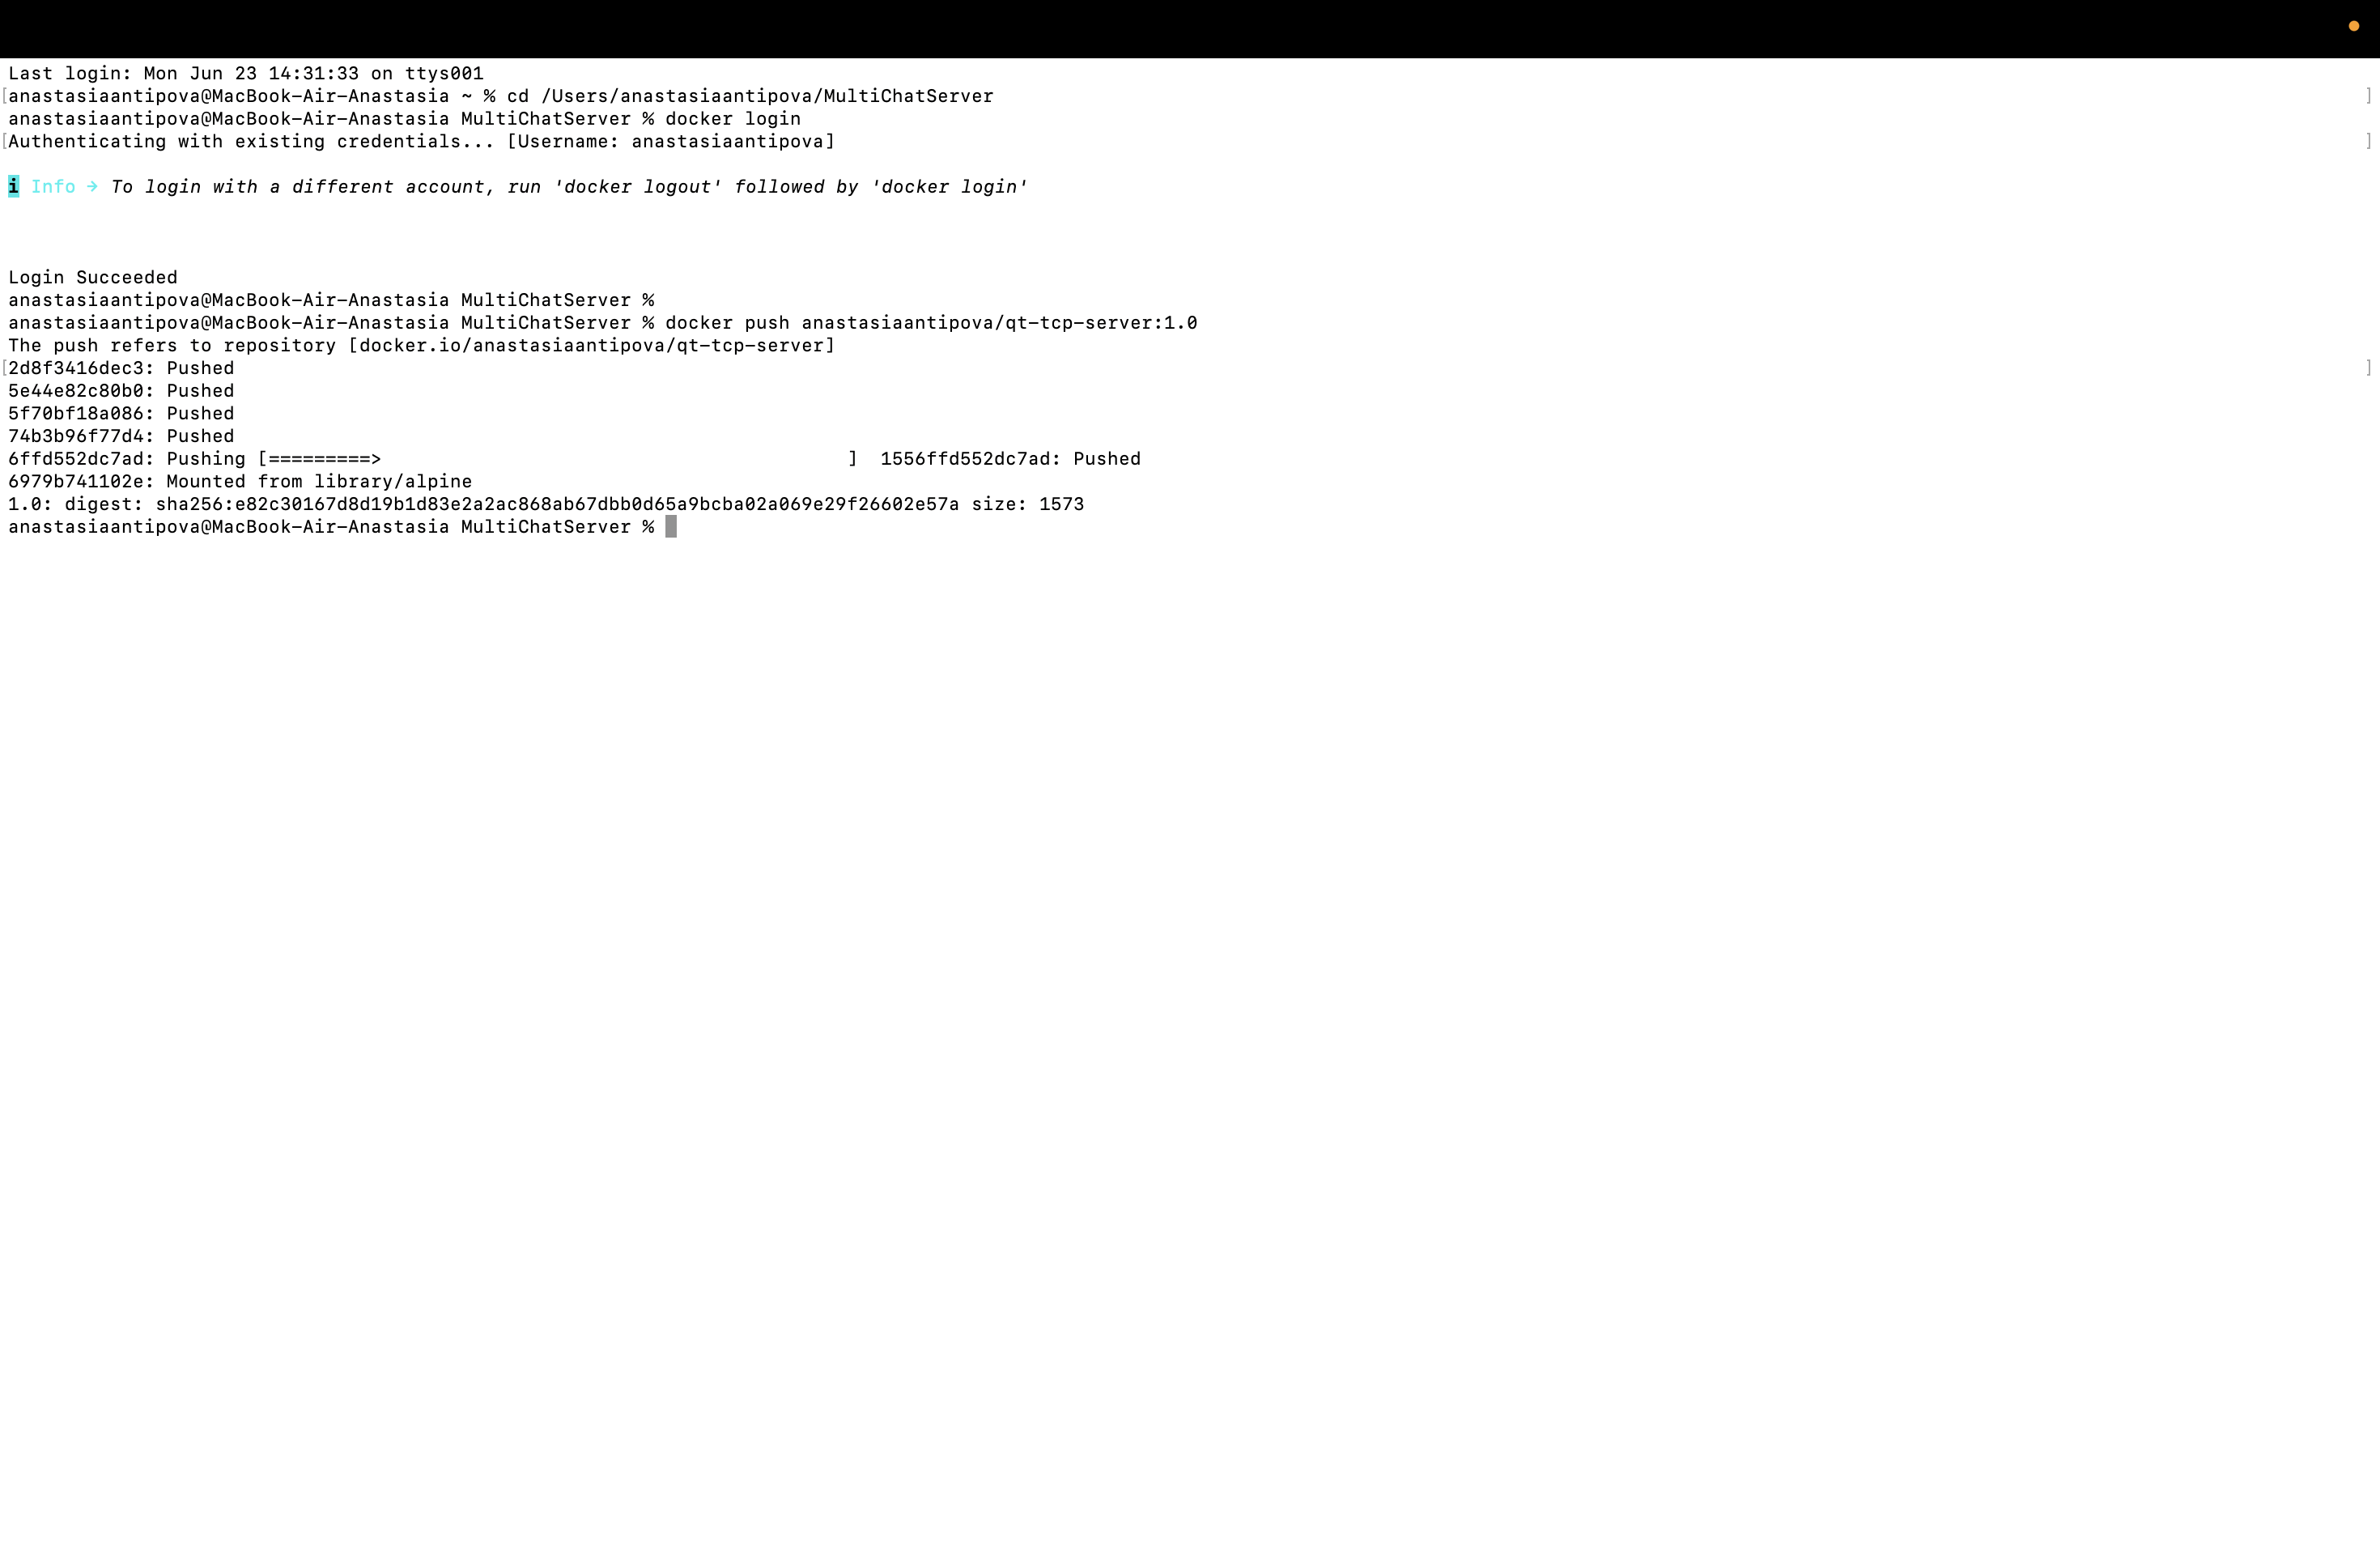 Last login: Mon Jun 23 14:31:33 on ttys001
[anastasiaantipova@MacBook-Air-Anastasia ~ % cd /Users/anastasiaantipova/MultiChatServer ]
anastasiaantipova@MacBook-Air-Anastasia MultiChatServer % docker login
[Authenticating with existing credentials... [Username: anastasiaantipova] ]
i Info → To login with a different account, run 'docker logout' followed by 'docker login'
Login Succeeded
anastasiaantipova@MacBook-Air-Anastasia MultiChatServer %
anastasiaantipova@MacBook-Air-Anastasia MultiChatServer % docker push anastasiaantipova/qt-tcp-server:1.0
The push refers to repository [docker.io/anastasiaantipova/qt-tcp-server]
[2d8f3416dec3: Pushed ]
5e44e82c80b0: Pushed
5f70bf18a086: Pushed
74b3b96f77d4: Pushed
6ffd552dc7ad: Pushing [=========> ] 1556ffd552dc7ad: Pushed
6979b741102e: Mounted from library/alpine
1.0: digest: sha256:e82c30167d8d19b1d83e2a2ac868ab67dbb0d65a9bcba02a069e29f26602e57a size: 1573
anastasiaantipova@MacBook-Air-Anastasia MultiChatServer %